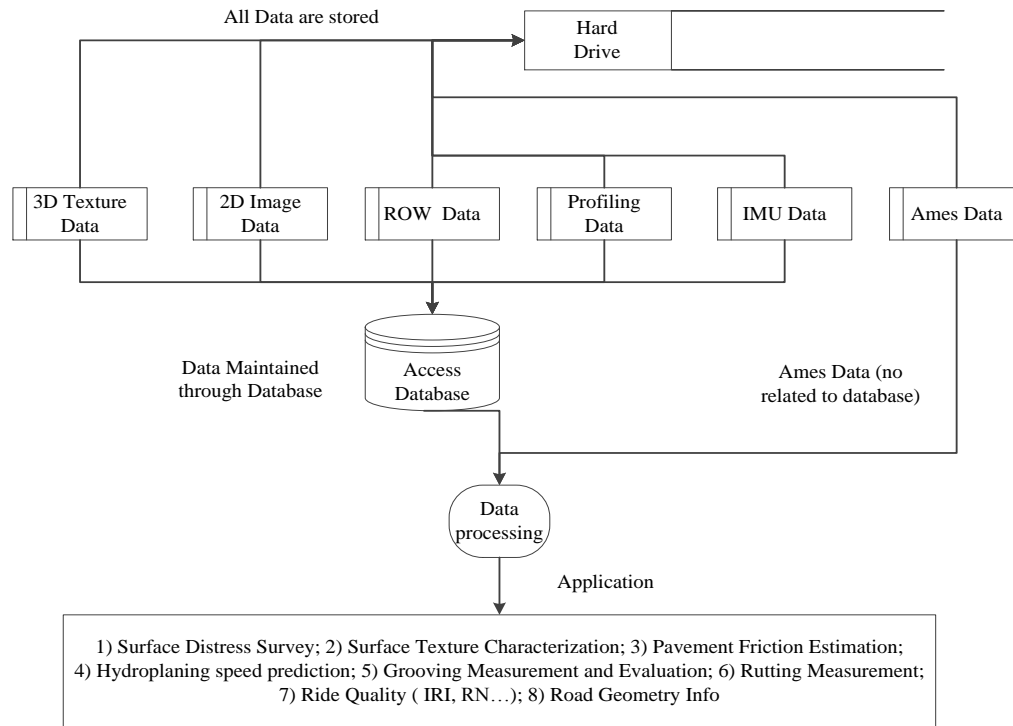 All Data are stored
Hard
Drive
3D Texture
Data
2D Image
Data
ROW Data
Profiling
Data
IMU Data
Ames Data
Access
Database
Data Maintained
through Database
Ames Data (no
related to database)
Data
processing
Application
1) Surface Distress Survey; 2) Surface Texture Characterization; 3) Pavement Friction Estimation;
4) Hydroplaning speed prediction; 5) Grooving Measurement and Evaluation; 6) Rutting Measurement;
7) Ride Quality ( IRI, RN…); 8) Road Geometry Info